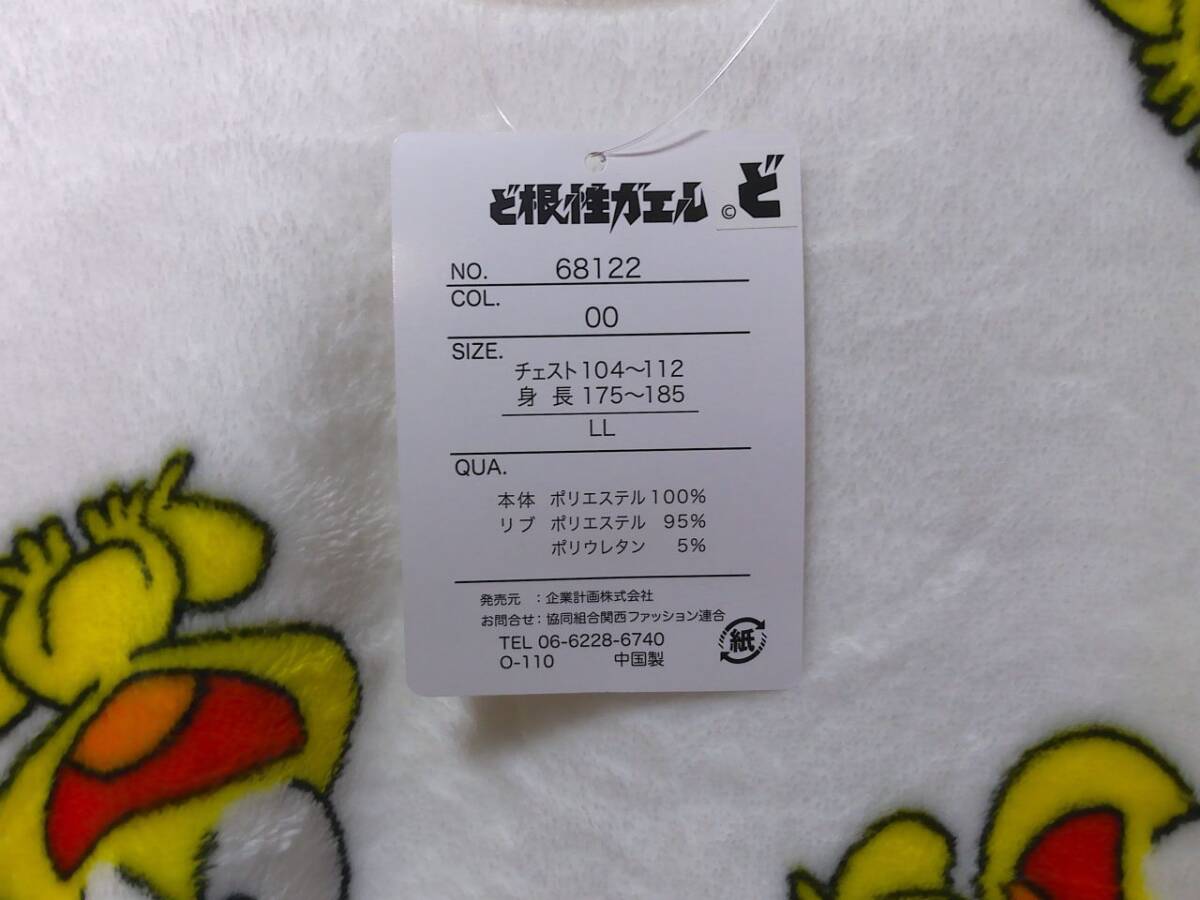 ど根性ガエル ©ど
NO. 68122
COL. 00
SIZE. チェスト 104〜112
身長 175〜185
LL
QUA.
本体 ポリエステル 100%
リブ ポリエステル 95%
ポリウレタン 5%
発売元 : 企業計画株式会社
お問合せ : 協同組合関西ファッション連合
TEL 06-6228-6740
O-110 中国製
紙